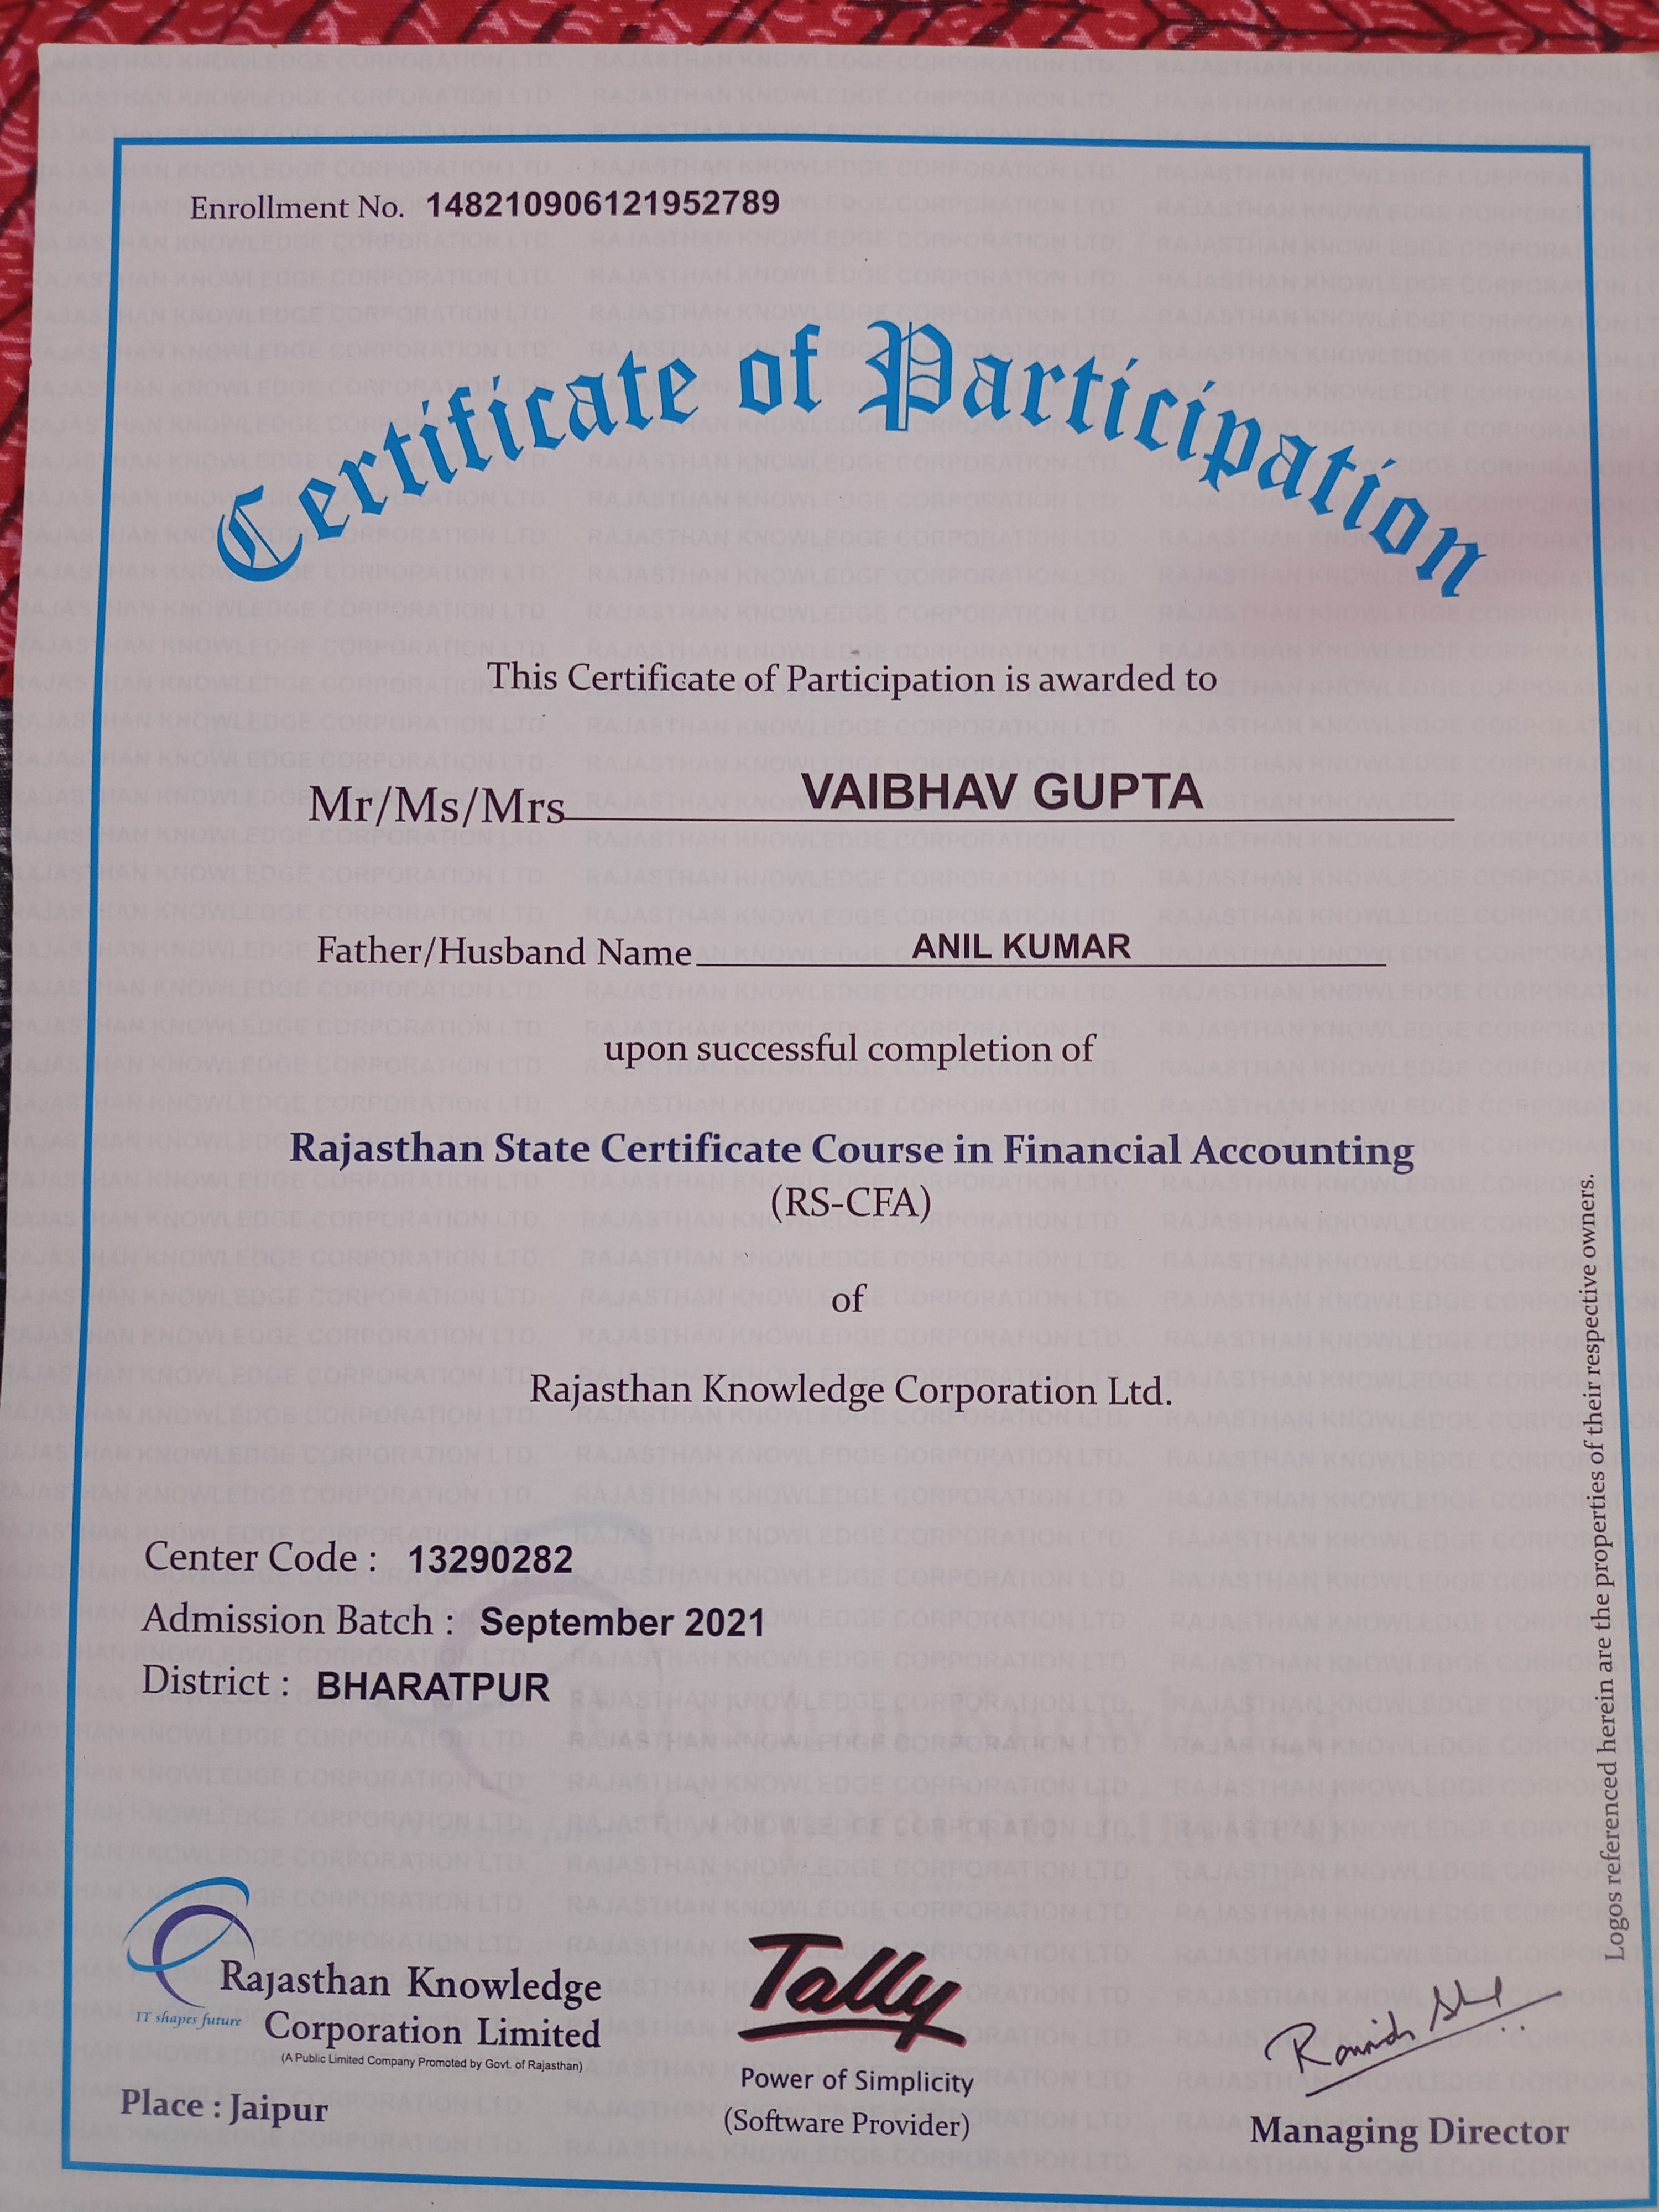 Enrollment No. 148210906121952789
Certificate of Participation
This Certificate of Participation is awarded to
Mr/Ms/Mrs VAIBHAV GUPTA
Father/Husband Name ANIL KUMAR
upon successful completion of
Rajasthan State Certificate Course in Financial Accounting
(RS-CFA)
of
Rajasthan Knowledge Corporation Ltd.
Center Code : 13290282
Admission Batch : September 2021
District : BHARATPUR
Logos referenced herein are the properties of their respective owners.
Rajasthan Knowledge
IT shapes future Corporation Limited
(A Public Limited Company Promoted by Govt. of Rajasthan)
Place : Jaipur
Tally
Power of Simplicity
(Software Provider)
Managing Director